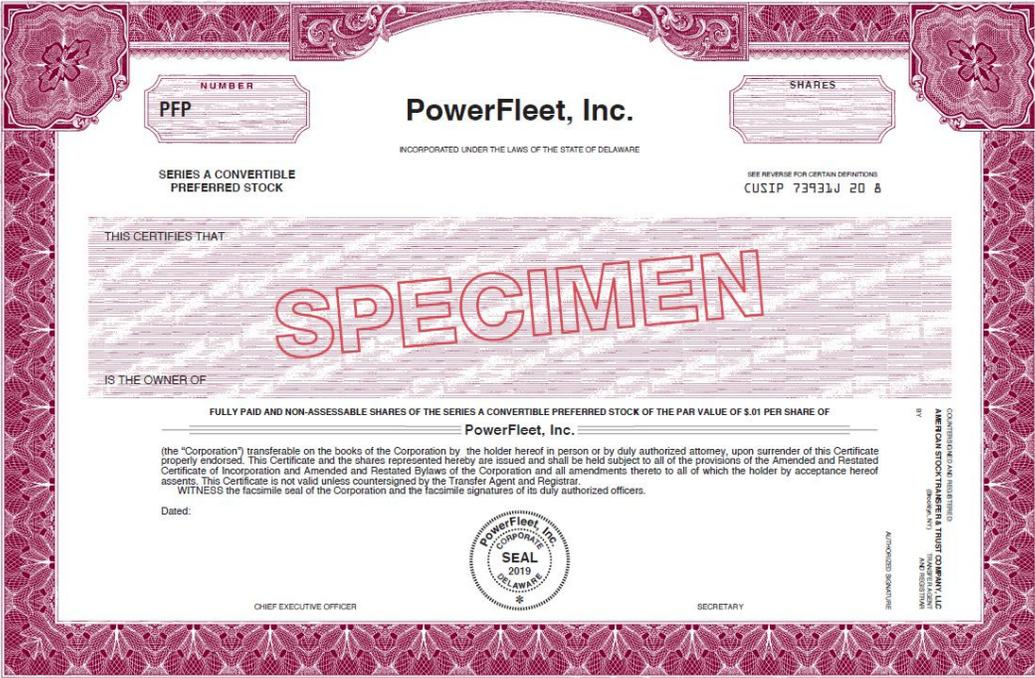 NUMBER
PFP
PowerFleet, Inc.
SHARES
INCORPORATED UNDER THE LAWS OF THE STATE OF DELAWARE
SERIES A CONVERTIBLE
PREFERRED STOCK
SEE REVERSE FOR CERTAIN DEFINITIONS
CUSIP 73931J 20 8
THIS CERTIFIES THAT
SPECIMEN
IS THE OWNER OF
FULLY PAID AND NON-ASSESSABLE SHARES OF THE SERIES A CONVERTIBLE PREFERRED STOCK OF THE PAR VALUE OF $.01 PER SHARE OF
PowerFleet, Inc.
(the “Corporation”) transferable on the books of the Corporation by the holder hereof in person or by duly authorized attorney, upon surrender of this Certificate
properly endorsed. This Certificate and the shares represented hereby are issued and shall be held subject to all of the provisions of the Amended and Restated
Certificate of Incorporation and Amended and Restated Bylaws of the Corporation and all amendments thereto to all of which the holder by acceptance hereof
assents. This Certificate is not valid unless countersigned by the Transfer Agent and Registrar.
WITNESS the facsimile seal of the Corporation and the facsimile signatures of its duly authorized officers.
Dated:
PowerFleet, Inc.
CORPORATE
SEAL
2019
DELAWARE
*
CHIEF EXECUTIVE OFFICER
SECRETARY
COUNTERSIGNED AND REGISTERED:
AMERICAN STOCK TRANSFER & TRUST COMPANY, LLC
(Brooklyn, NY)
TRANSFER AGENT
BY
AND REGISTRAR
AUTHORIZED SIGNATURE